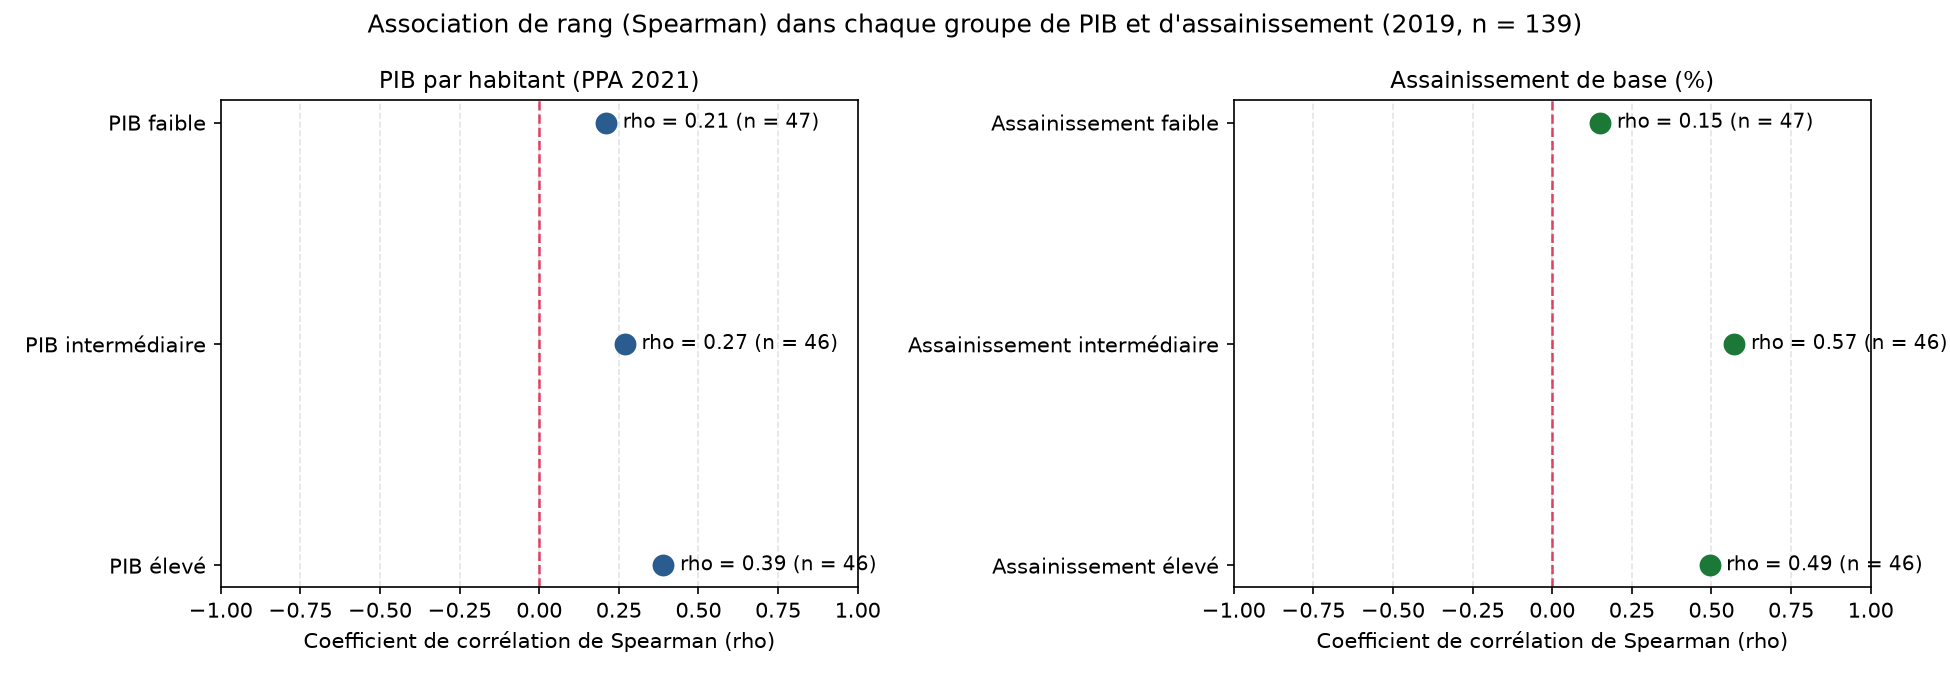 Association de rang (Spearman) dans chaque groupe de PIB et d'assainissement (2019, n = 139)
PIB par habitant (PPA 2021)
PIB faible
rho = 0.21 (n = 47)
PIB intermédiaire
rho = 0.27 (n = 46)
PIB élevé
rho = 0.39 (n = 46)
−1.00 −0.75 −0.50 −0.25 0.00 0.25 0.50 0.75 1.00
Coefficient de corrélation de Spearman (rho)
Assainissement de base (%)
Assainissement faible
rho = 0.15 (n = 47)
Assainissement intermédiaire
rho = 0.57 (n = 46)
Assainissement élevé
rho = 0.49 (n = 46)
−1.00 −0.75 −0.50 −0.25 0.00 0.25 0.50 0.75 1.00
Coefficient de corrélation de Spearman (rho)